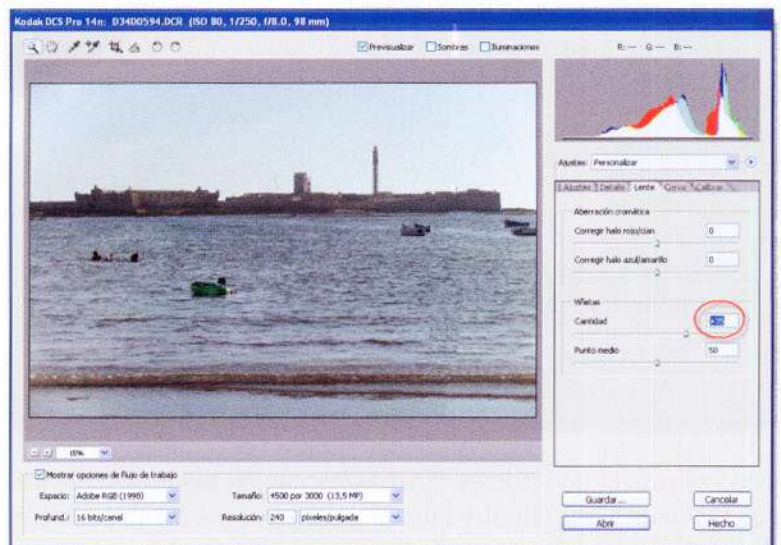 Kodak DCS Pro 14n: D34D0594.DCR (ISO 80, 1/250, f/8.0, 98 mm)
Previsualizar Sombras Iluminaciones R: --- G: --- B: ---
Ajustes: Personalizar
Ajustes Detalle Lente Curva Calibrar
Aberración cromática
Corregir halo rojo/cian 0
Corregir halo azul/amarillo 0
Viñetas
Cantidad
Punto medio 50
15%
Mostrar opciones de flujo de trabajo
Espacio: Adobe RGB (1998) Tamaño: 4500 por 3000 (13,5 MP)
Profund.: 16 bits/canal Resolución: 240 píxeles/pulgada
Guardar... Cancelar
Abrir Hecho